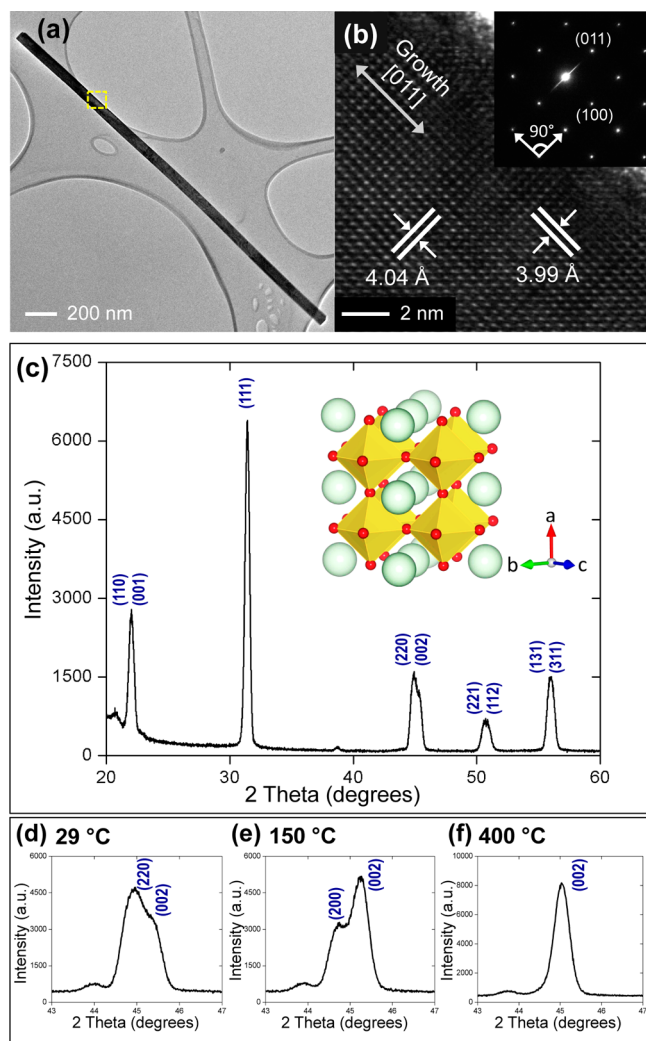 (a)
200 nm
(b)
Growth
[011]
(011)
(100)
90°
4.04 Å
3.99 Å
2 nm
(c)
7500
6000
4500
3000
1500
0
Intensity (a.u.)
(110)
(001)
(111)
(220)
(002)
(221)
(112)
(131)
(311)
a
b
c
20
30
40
50
60
2 Theta (degrees)
(d) 29 °C
6000
4500
3000
1500
0
Intensity (a.u.)
(220)
(002)
43
44
45
46
47
2 Theta (degrees)
(e) 150 °C
6000
4500
3000
1500
0
Intensity (a.u.)
(200)
(002)
43
44
45
46
47
2 Theta (degrees)
(f) 400 °C
10000
8000
6000
4000
2000
0
Intensity (a.u.)
(002)
43
44
45
46
47
2 Theta (degrees)